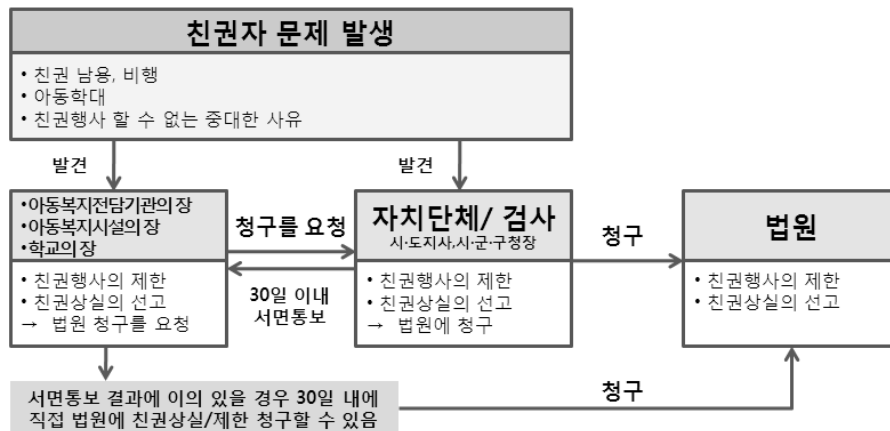 친권자 문제 발생
• 친권 남용, 비행
• 아동학대
• 친권행사 할 수 없는 중대한 사유
발견
발견
•아동복지전담기관의 장
•아동복지시설의 장
•학교의 장
• 친권행사의 제한
• 친권상실의 선고
→ 법원 청구를 요청
청구를 요청
30일 이내
서면통보
자치단체/ 검사
시·도지사,시·군·구청장
• 친권행사의 제한
• 친권상실의 선고
→ 법원에 청구
청구
법원
• 친권행사의 제한
• 친권상실의 선고
서면통보 결과에 이의 있을 경우 30일 내에
직접 법원에 친권상실/제한 청구할 수 있음
청구